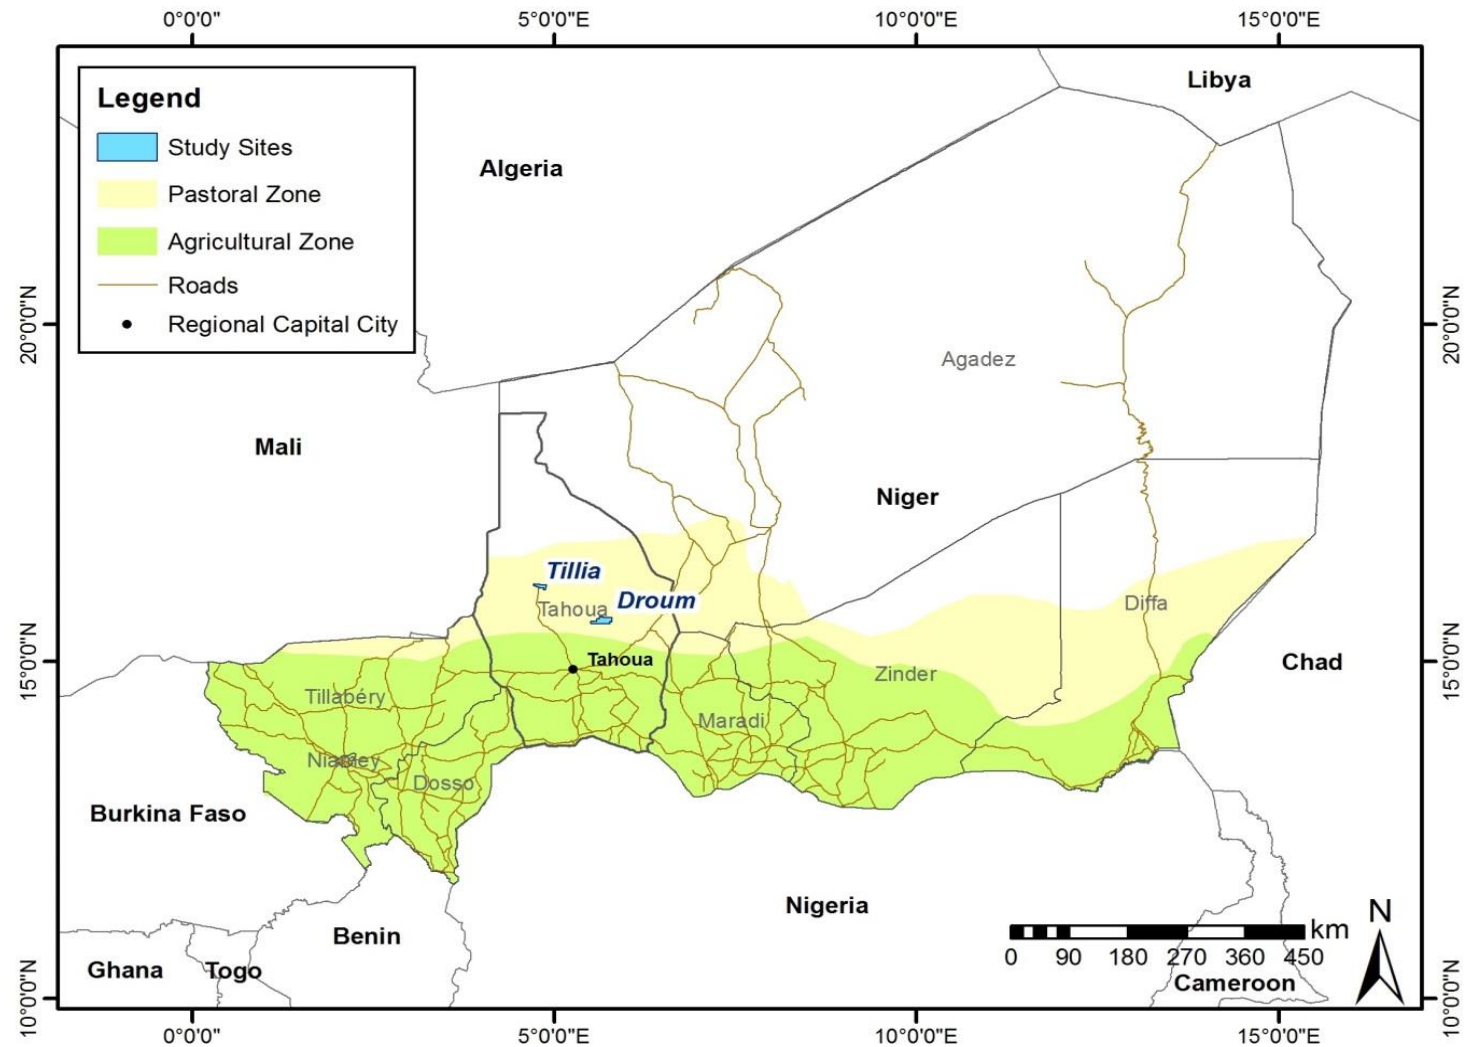 0°0'0"
5°0'0"E
10°0'0"E
15°0'0"E
Legend
Study Sites
Pastoral Zone
Agricultural Zone
Roads
Regional Capital City
Libya
Algeria
20°0'0"N
20°0'0"N
Agadez
Mali
Niger
Tillia
Tahoua
Droum
Diffa
15°0'0"N
15°0'0"N
Tahoua
Chad
Zinder
Tillabéry
Maradi
Niamey
Dosso
Burkina Faso
Nigeria
Benin
Ghana
Togo
km
0 90 180 270 360 450
N
Cameroon
10°0'0"N
10°0'0"N
0°0'0"
5°0'0"E
10°0'0"E
15°0'0"E